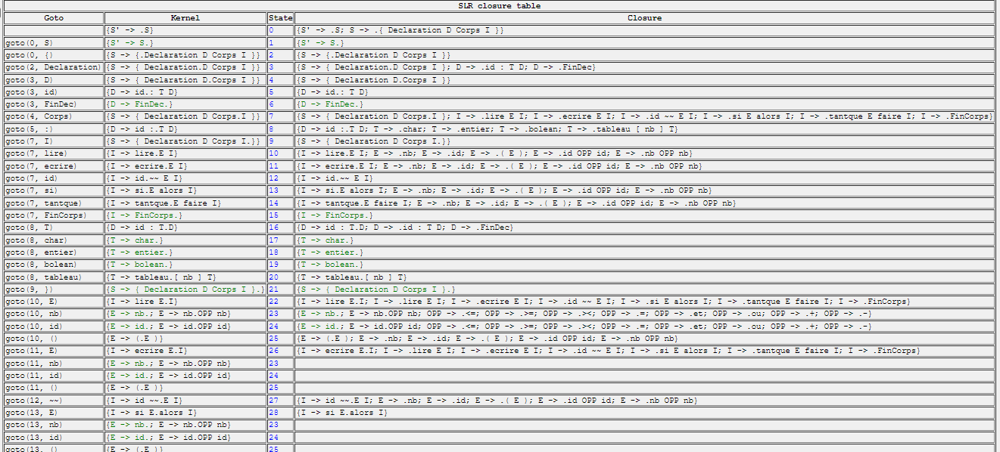 SLR closure table
Goto Kernel State Closure
{S' -> .S} 0 {S' -> .S; S -> .{ Declaration D Corps I }}
goto(0, S) {S' -> S.} 1 {S' -> S.}
goto(0, {) {S -> {.Declaration D Corps I }} 2 {S -> {.Declaration D Corps I }}
goto(2, Declaration) {S -> { Declaration.D Corps I }} 3 {S -> { Declaration.D Corps I }; D -> .id : T D; D -> .FinDec}
goto(3, D) {S -> { Declaration D.Corps I }} 4 {S -> { Declaration D.Corps I }}
goto(3, id) {D -> id.: T D} 5 {D -> id.: T D}
goto(3, FinDec) {D -> FinDec.} 6 {D -> FinDec.}
goto(4, Corps) {S -> { Declaration D Corps.I }} 7 {S -> { Declaration D Corps.I }; I -> .lire E I; I -> .ecrire E I; I -> .id ~~ E I; I -> .si E alors I; I -> .tantque E faire I; I -> .FinCorps}
goto(5, :) {D -> id :.T D} 8 {D -> id :.T D; T -> .char; T -> .entier; T -> .bolean; T -> .tableau [ nb ] T}
goto(7, I) {S -> { Declaration D Corps I.}} 9 {S -> { Declaration D Corps I.}}
goto(7, lire) {I -> lire.E I} 10 {I -> lire.E I; E -> .nb; E -> .id; E -> .( E ); E -> .id OPP id; E -> .nb OPP nb}
goto(7, ecrire) {I -> ecrire.E I} 11 {I -> ecrire.E I; E -> .nb; E -> .id; E -> .( E ); E -> .id OPP id; E -> .nb OPP nb}
goto(7, id) {I -> id.~~ E I} 12 {I -> id.~~ E I}
goto(7, si) {I -> si.E alors I} 13 {I -> si.E alors I; E -> .nb; E -> .id; E -> .( E ); E -> .id OPP id; E -> .nb OPP nb}
goto(7, tantque) {I -> tantque.E faire I} 14 {I -> tantque.E faire I; E -> .nb; E -> .id; E -> .( E ); E -> .id OPP id; E -> .nb OPP nb}
goto(7, FinCorps) {I -> FinCorps.} 15 {I -> FinCorps.}
goto(8, T) {D -> id : T.D} 16 {D -> id : T.D; D -> .id : T D; D -> .FinDec}
goto(8, char) {T -> char.} 17 {T -> char.}
goto(8, entier) {T -> entier.} 18 {T -> entier.}
goto(8, bolean) {T -> bolean.} 19 {T -> bolean.}
goto(8, tableau) {T -> tableau.[ nb ] T} 20 {T -> tableau.[ nb ] T}
goto(9, }) {S -> { Declaration D Corps I }.} 21 {S -> { Declaration D Corps I }.}
goto(10, E) {I -> lire E.I} 22 {I -> lire E.I; I -> .lire E I; I -> .ecrire E I; I -> .id ~~ E I; I -> .si E alors I; I -> .tantque E faire I; I -> .FinCorps}
goto(10, nb) {E -> nb.; E -> nb.OPP nb} 23 {E -> nb.; E -> nb.OPP nb; OPP -> .<=; OPP -> .>=; OPP -> .><; OPP -> .=; OPP -> .et; OPP -> .ou; OPP -> .+; OPP -> .-}
goto(10, id) {E -> id.; E -> id.OPP id} 24 {E -> id.; E -> id.OPP id; OPP -> .<=; OPP -> .>=; OPP -> .><; OPP -> .=; OPP -> .et; OPP -> .ou; OPP -> .+; OPP -> .-}
goto(10, () {E -> (.E )} 25 {E -> (.E ); E -> .nb; E -> .id; E -> .( E ); E -> .id OPP id; E -> .nb OPP nb}
goto(11, E) {I -> ecrire E.I} 26 {I -> ecrire E.I; I -> .lire E I; I -> .ecrire E I; I -> .id ~~ E I; I -> .si E alors I; I -> .tantque E faire I; I -> .FinCorps}
goto(11, nb) {E -> nb.; E -> nb.OPP nb} 23
goto(11, id) {E -> id.; E -> id.OPP id} 24
goto(11, () {E -> (.E )} 25
goto(12, ~~) {I -> id ~~.E I} 27 {I -> id ~~.E I; E -> .nb; E -> .id; E -> .( E ); E -> .id OPP id; E -> .nb OPP nb}
goto(13, E) {I -> si E.alors I} 28 {I -> si E.alors I}
goto(13, nb) {E -> nb.; E -> nb.OPP nb} 23
goto(13, id) {E -> id.; E -> id.OPP id} 24
goto(13, () {E -> (.E )} 25